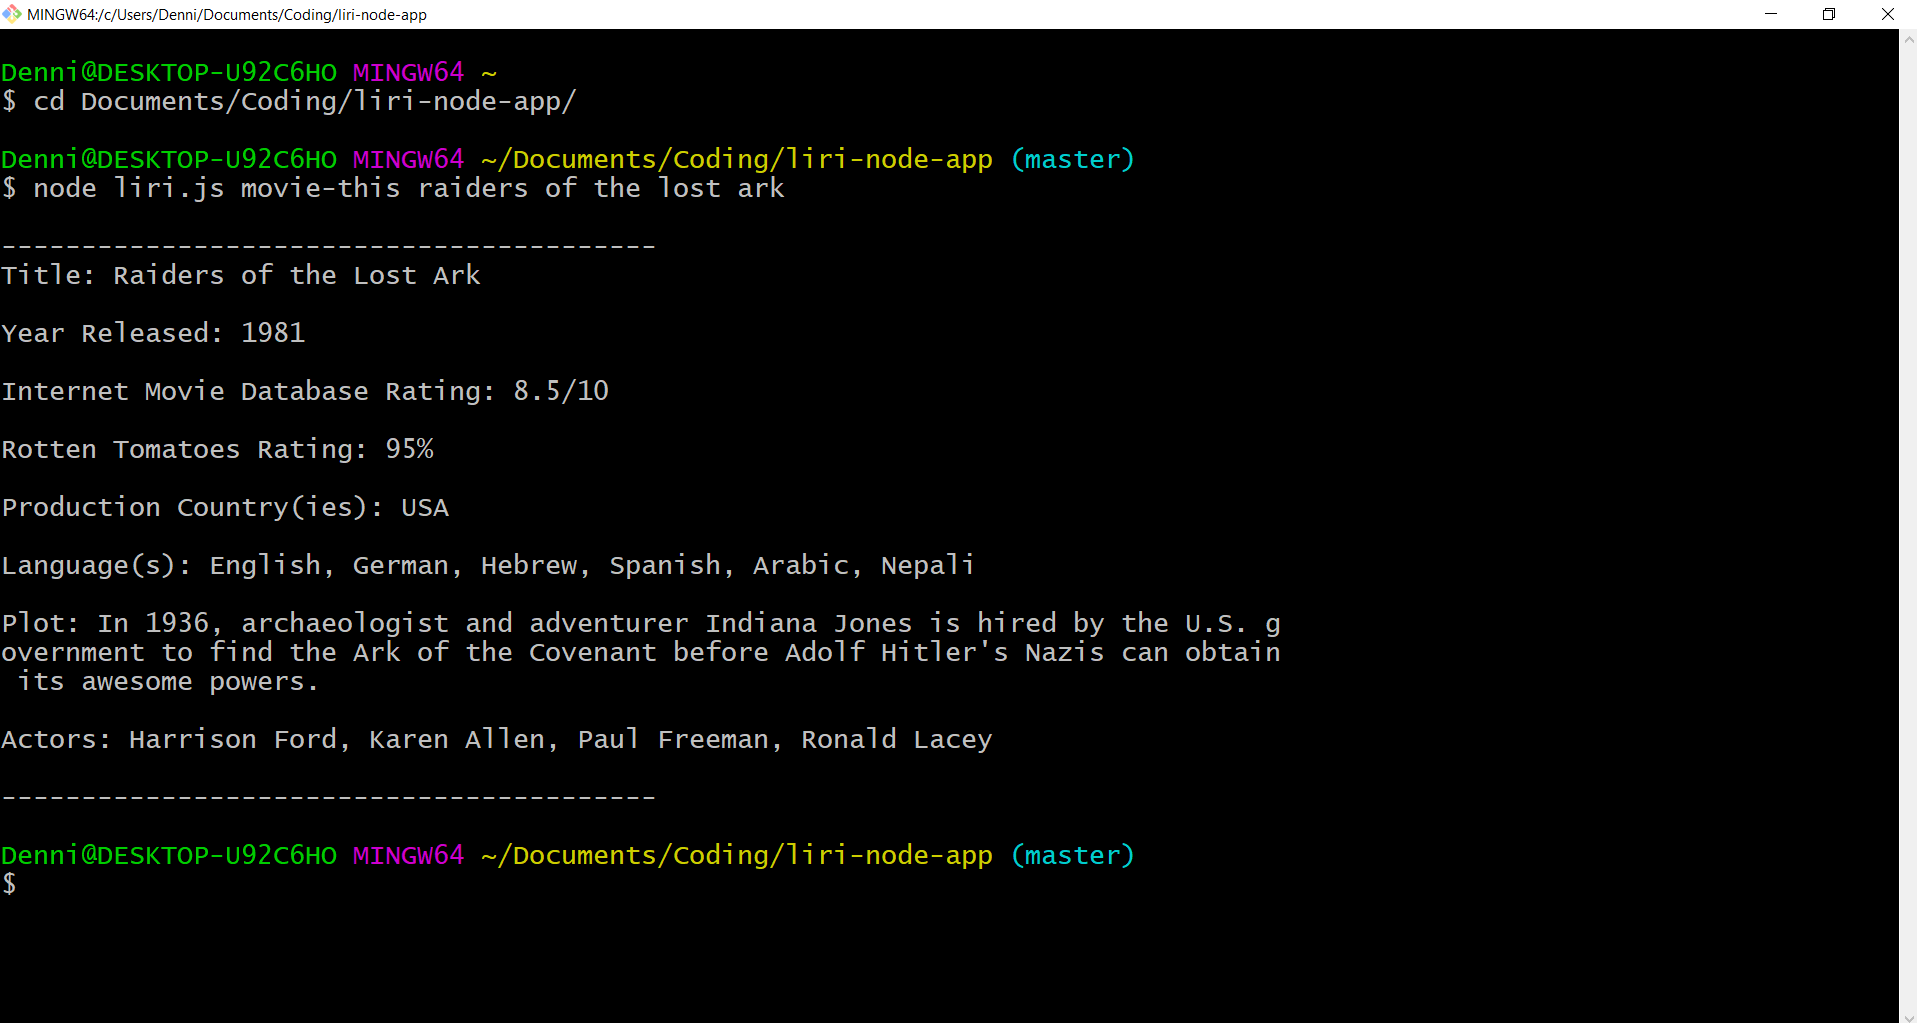 MINGW64:/c/Users/Denni/Documents/Coding/liri-node-app
Denni@DESKTOP-U92C6HO MINGW64 ~
$ cd Documents/Coding/liri-node-app/
Denni@DESKTOP-U92C6HO MINGW64 ~/Documents/Coding/liri-node-app (master)
$ node liri.js movie-this raiders of the lost ark
-----------------------------------------
Title: Raiders of the Lost Ark
Year Released: 1981
Internet Movie Database Rating: 8.5/10
Rotten Tomatoes Rating: 95%
Production Country(ies): USA
Language(s): English, German, Hebrew, Spanish, Arabic, Nepali
Plot: In 1936, archaeologist and adventurer Indiana Jones is hired by the U.S. g
overnment to find the Ark of the Covenant before Adolf Hitler's Nazis can obtain
 its awesome powers.
Actors: Harrison Ford, Karen Allen, Paul Freeman, Ronald Lacey
-----------------------------------------
Denni@DESKTOP-U92C6HO MINGW64 ~/Documents/Coding/liri-node-app (master)
$